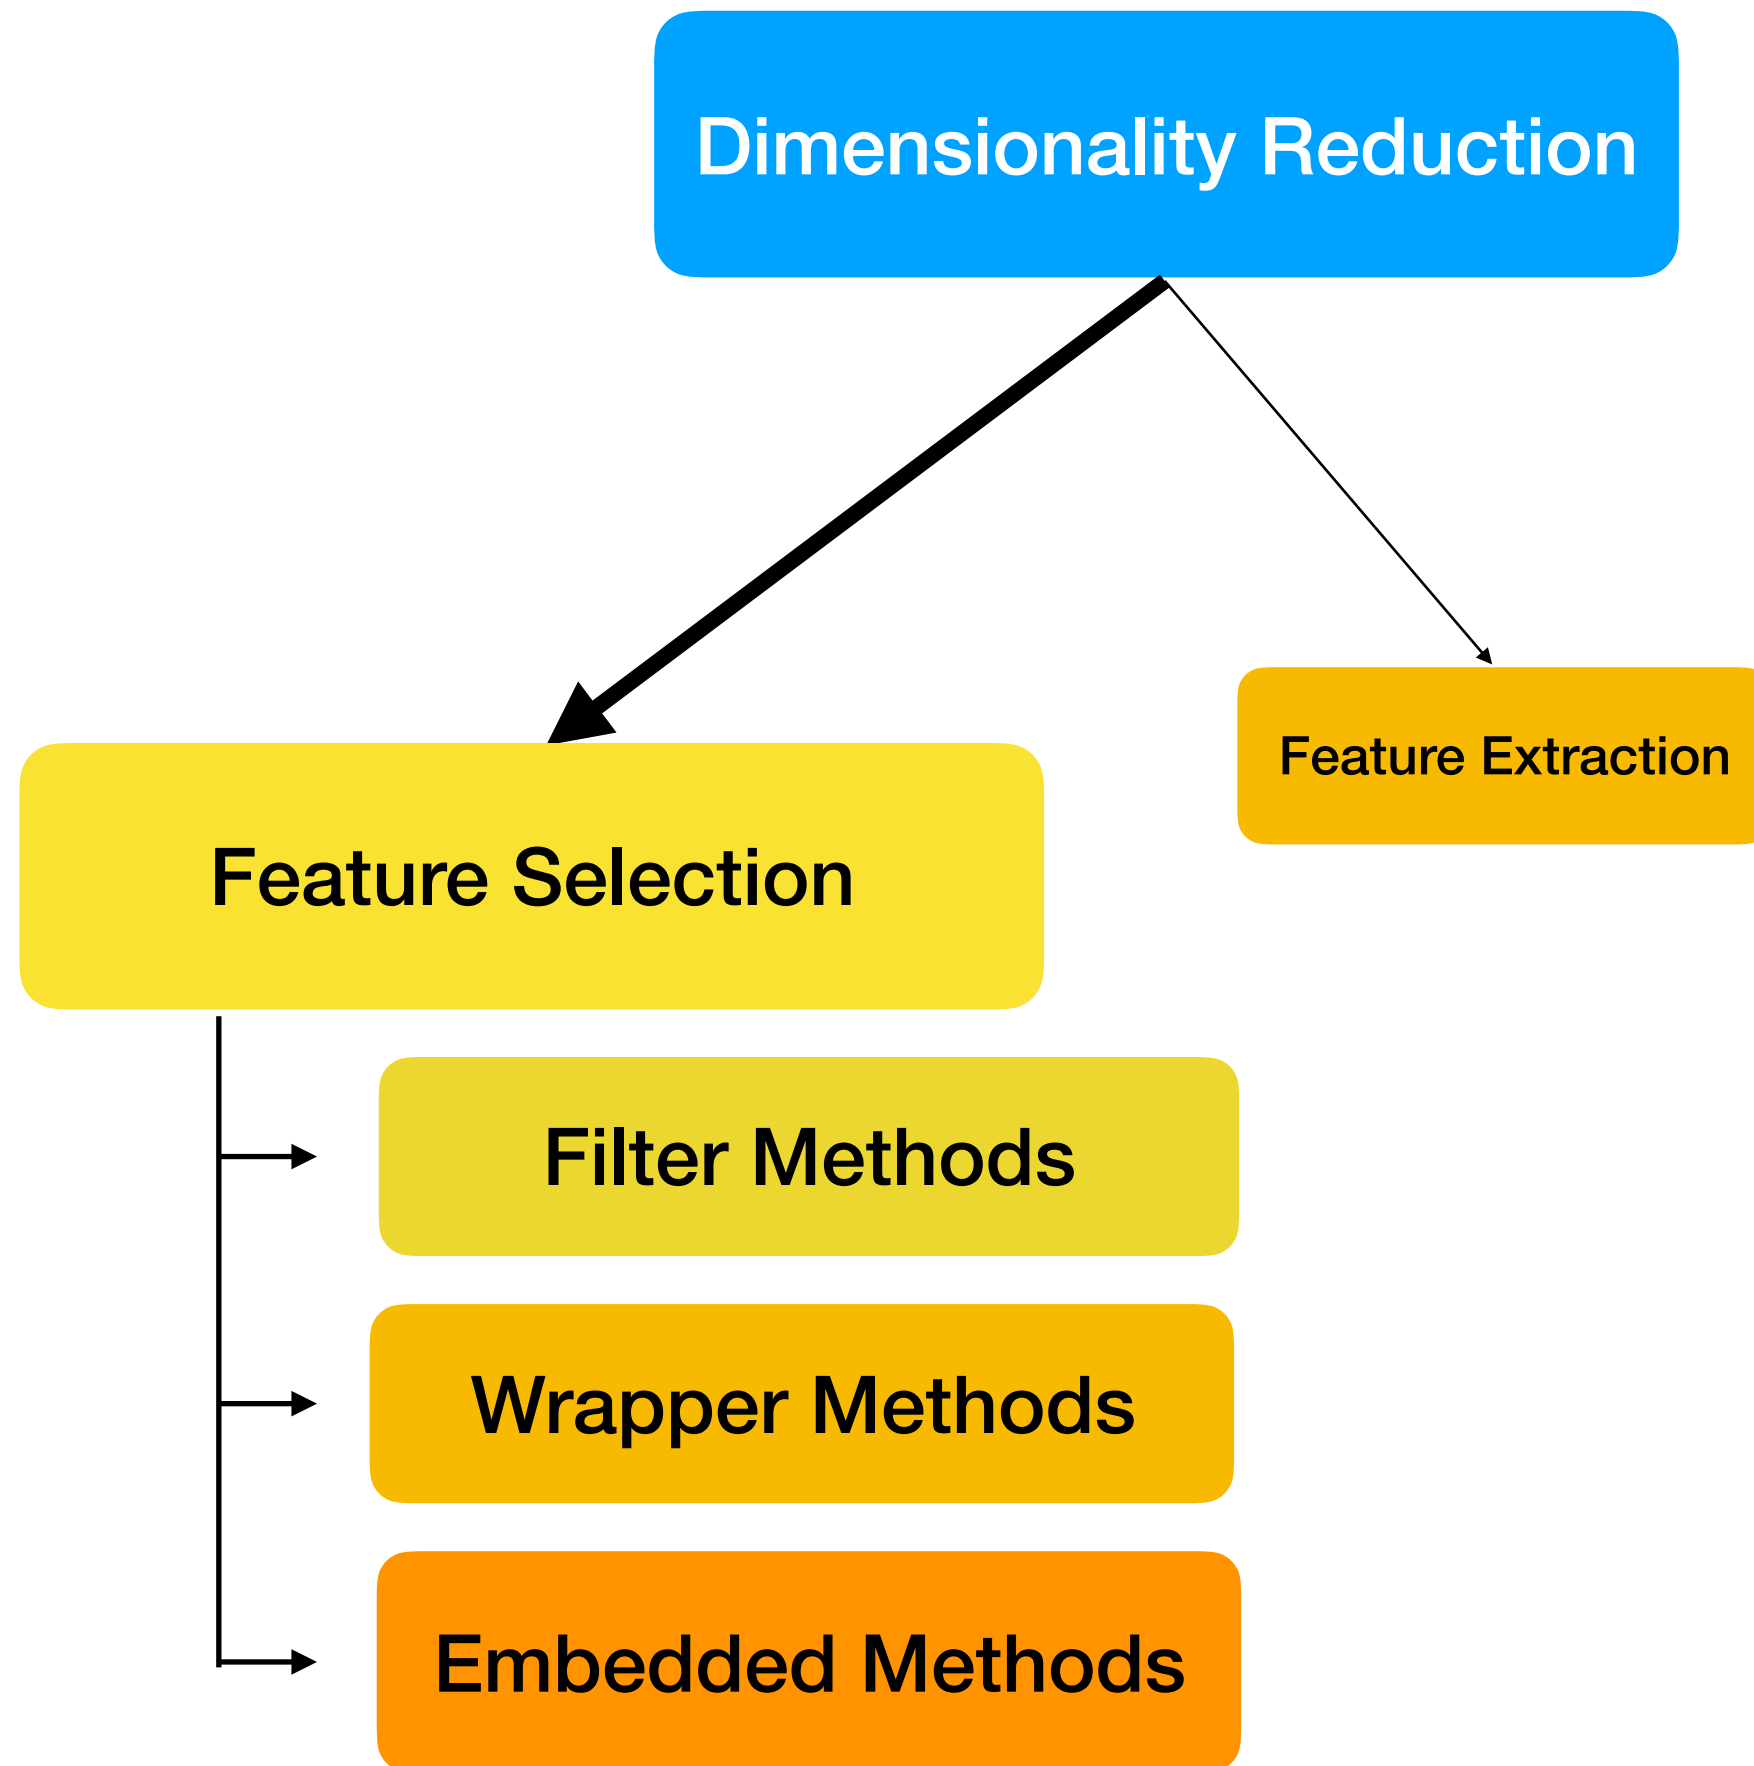 Dimensionality Reduction
Feature Extraction
Feature Selection
Filter Methods
Wrapper Methods
Embedded Methods